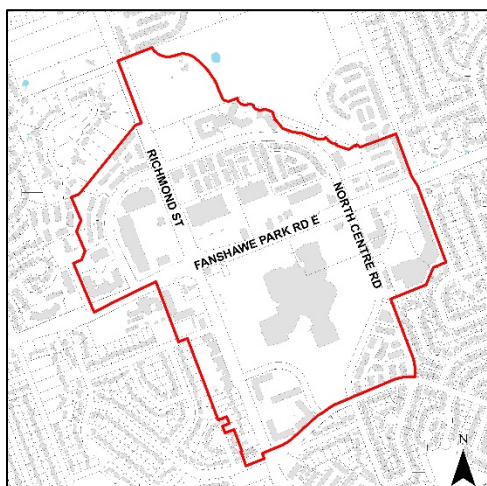 RICHMOND ST
NORTH CENTRE RD
FANSHAWE PARK RD E
N